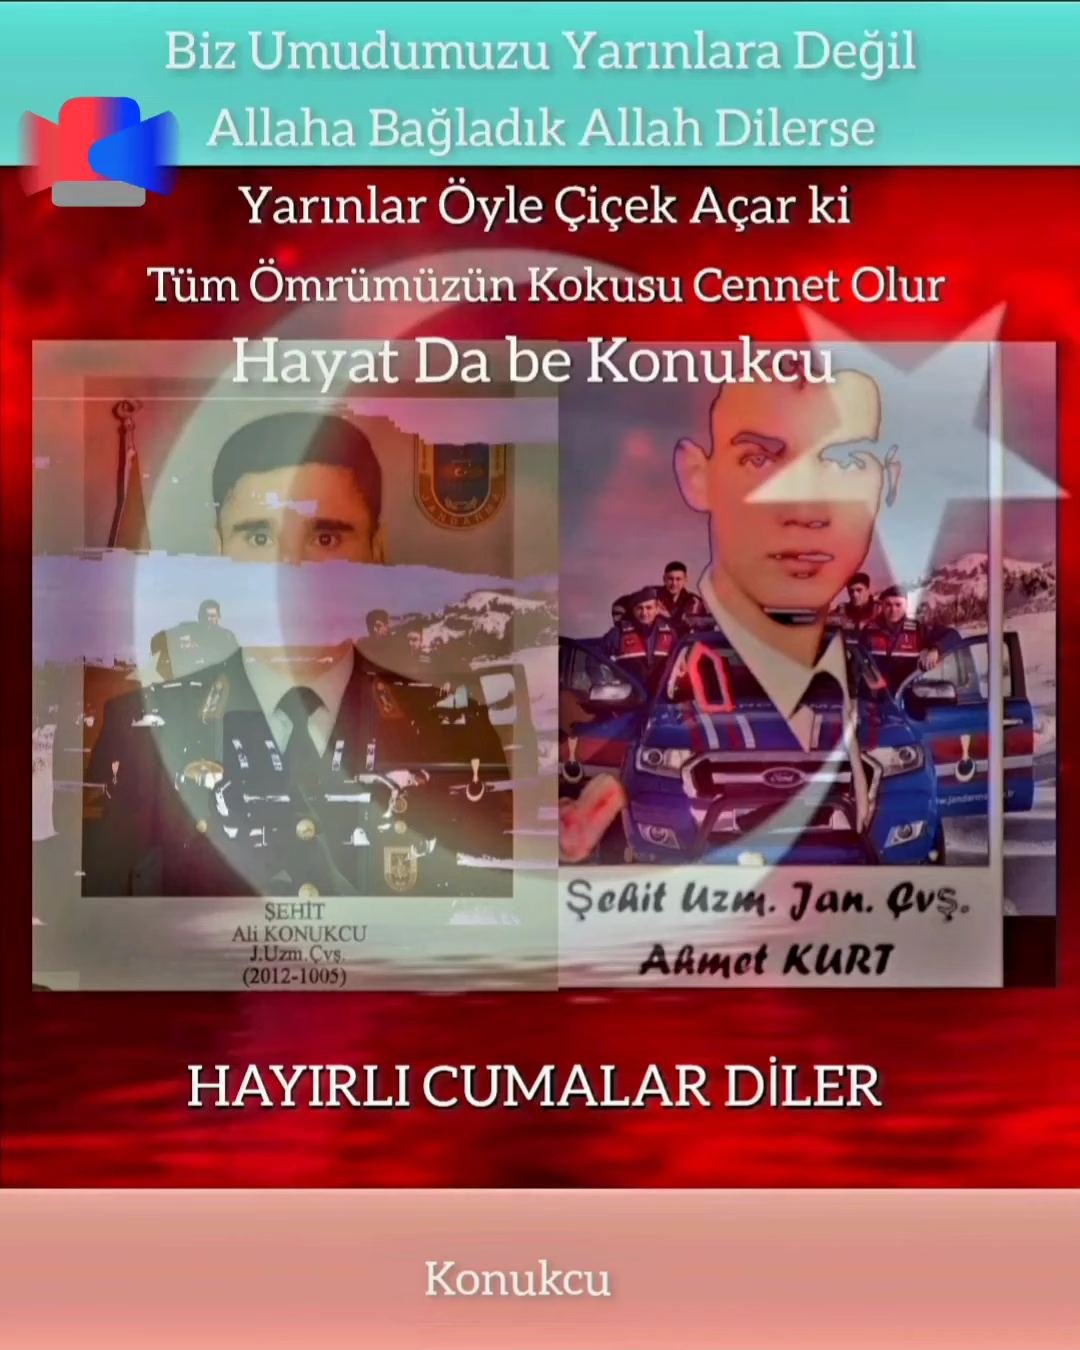 Biz Umudumuzu Yarınlara Değil
Allaha Bağladık Allah Dilerse
Yarınlar Öyle Çiçek Açar ki
Tüm Ömrümüzün Kokusu Cennet Olur
Hayat Da be Konukcu
JANDARMA
Ford
ŞEHİT
Ali KONUKCU
J.Uzm.Çvş.
(2012-1005)
Şehit Uzm. Jan. Çvş.
Ahmet KURT
HAYIRLI CUMALAR DİLER
Konukcu